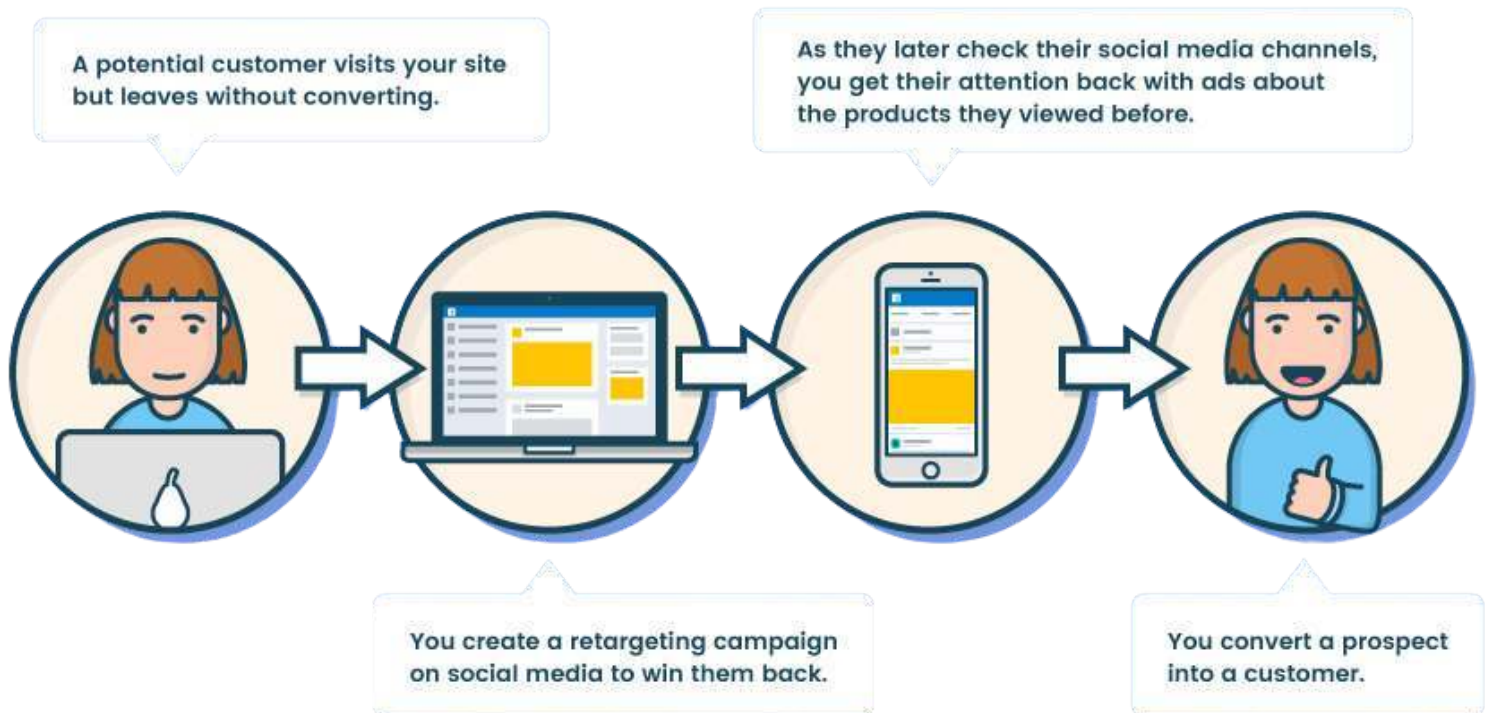 A potential customer visits your site
but leaves without converting.
You create a retargeting campaign
on social media to win them back.
As they later check their social media channels,
you get their attention back with ads about
the products they viewed before.
You convert a prospect
into a customer.